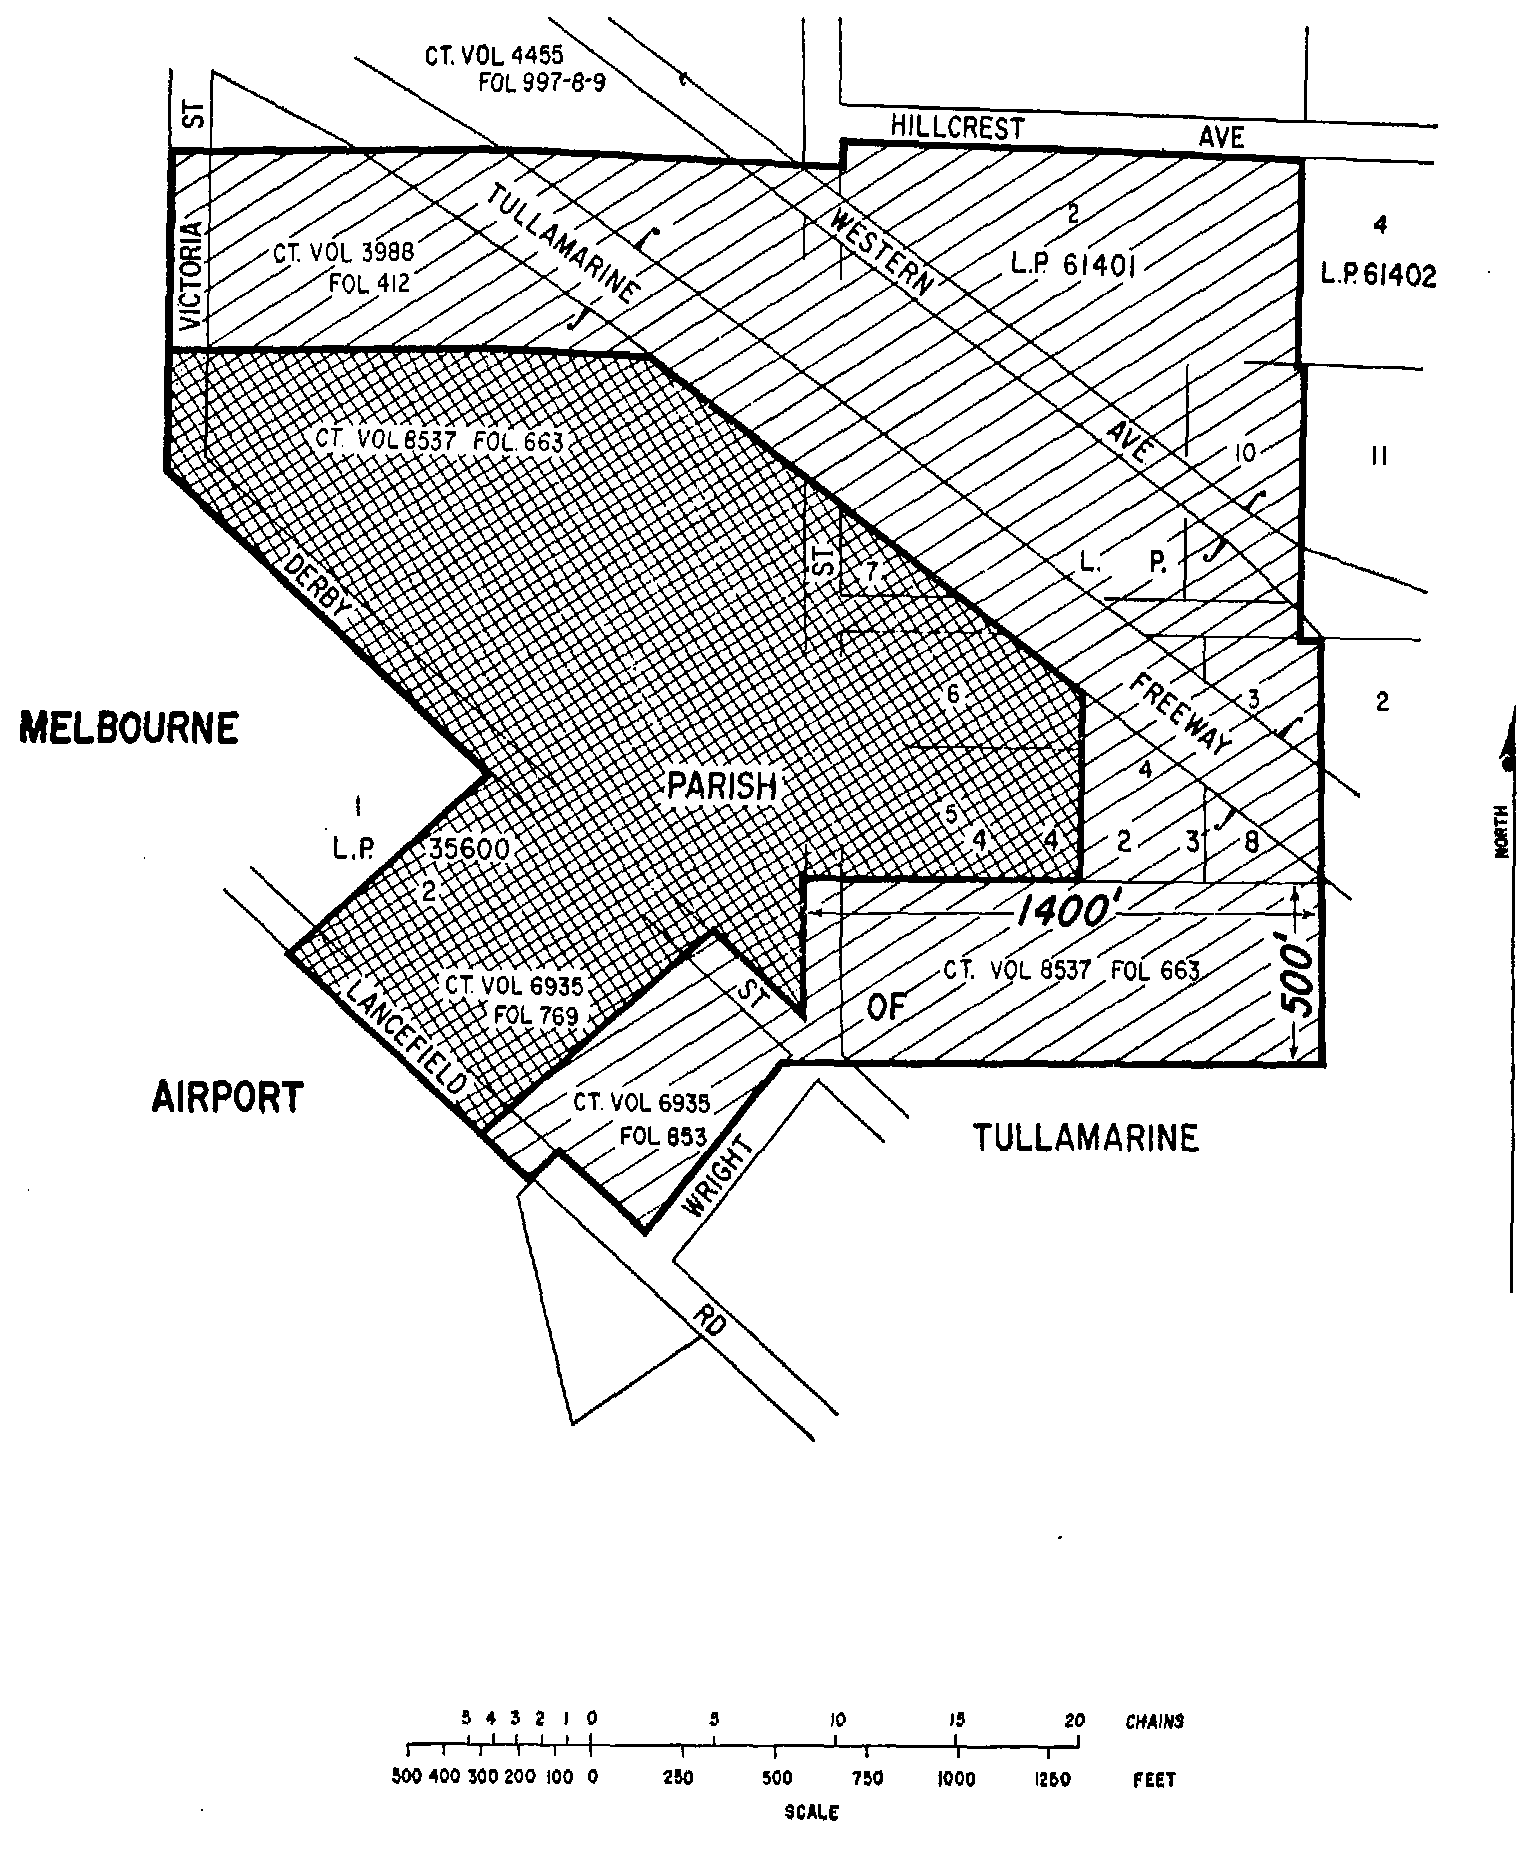 CT. VOL 4455
FOL 997-8-9
ST
HILLCREST AVE
TULLAMARINE
WESTERN
2
L.P. 61401
4
L.P. 61402
VICTORIA
CT. VOL 3988
FOL 412
CT. VOL 8537 FOL 663
AVE
10
11
DERBY
ST
7
L. P.
6
FREEWAY
3
2
MELBOURNE
PARISH
4
1
L.P. 35600
2
5
4 4 2 3 8
1400'
500'
CT. VOL 8537 FOL 663
OF
CT. VOL 6935
FOL 769
ST
LANCEFIELD
NORTH
AIRPORT
CT. VOL 6935
FOL 853
WRIGHT
TULLAMARINE
RD
5 4 3 2 1 0 5 10 15 20 CHAINS
500 400 300 200 100 0 250 500 750 1000 1250 FEET
SCALE